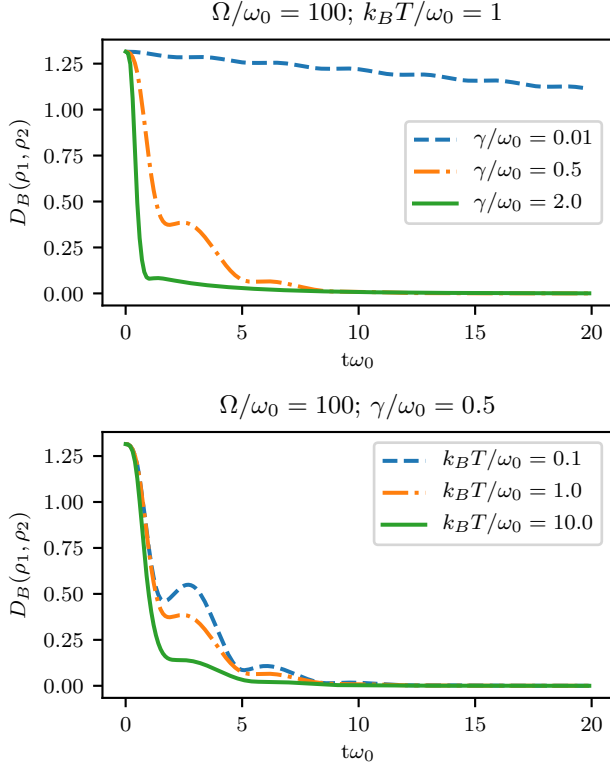 Ω/ω₀ = 100; k_BT/ω₀ = 1
D_B(ρ₁, ρ₂)
1.25
1.00
0.75
0.50
0.25
0.00
γ/ω₀ = 0.01
γ/ω₀ = 0.5
γ/ω₀ = 2.0
0 5 10 15 20
tω₀
Ω/ω₀ = 100; γ/ω₀ = 0.5
D_B(ρ₁, ρ₂)
1.25
1.00
0.75
0.50
0.25
0.00
k_BT/ω₀ = 0.1
k_BT/ω₀ = 1.0
k_BT/ω₀ = 10.0
0 5 10 15 20
tω₀